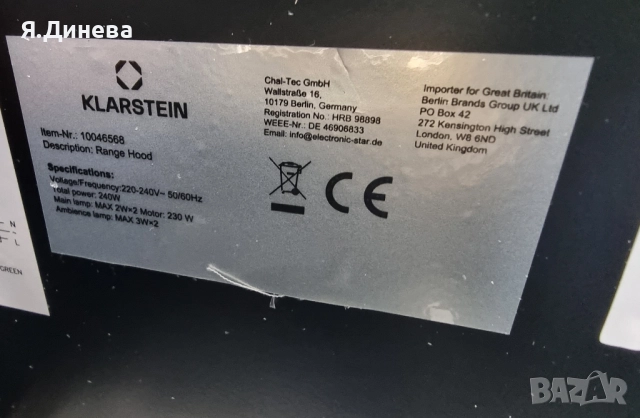 Я.Динева
KLARSTEIN
Item-Nr.: 10046568
Description: Range Hood
Specifications:
Voltage/Frequency:220-240V~ 50/60Hz
Total power: 240W
Main lamp: MAX 2W×2 Motor: 230 W
Ambience lamp: MAX 3W×2
Chal-Tec GmbH
Wallstraße 16,
10179 Berlin, Germany
Registration No.: HRB 98898
WEEE-Nr.: DE 46906833
Email: info@electronic-star.de
CE
Importer for Great Britain:
Berlin Brands Group UK Ltd
PO Box 42
272 Kensington High Street
London, W8 6ND
United Kingdom
N
L
GREEN
BAZAR